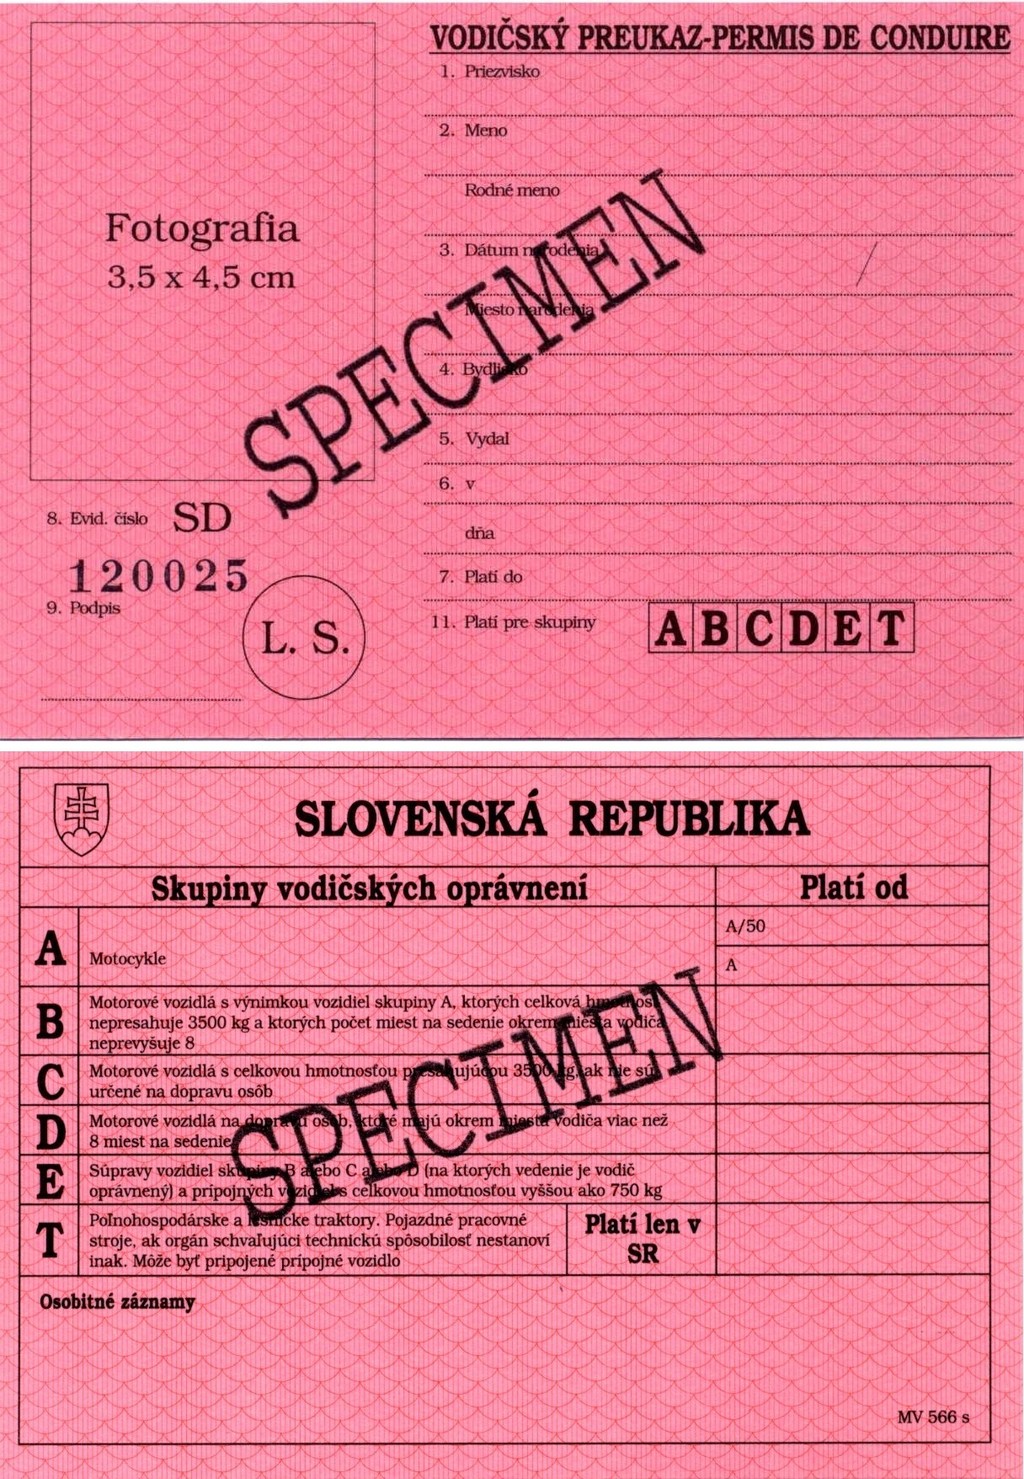 VODIČSKÝ PREUKAZ-PERMIS DE CONDUIRE
1. Priezvisko
2. Meno
Rodné meno
3. Dátum narodenia
Miesto narodenia
4. Bydlisko
5. Vydal
6. v
dňa
7. Platí do
11. Platí pre skupiny
A B C D E T
Fotografia
3,5 x 4,5 cm
8. Evid. číslo SD
120025
9. Podpis
L. S.
SPECIMEN
SLOVENSKÁ REPUBLIKA
Skupiny vodičských oprávnení
Platí od
A
Motocykle
A/50
A
B
Motorové vozidlá s výnimkou vozidiel skupiny A, ktorých celková hmotnosť
nepresahuje 3500 kg a ktorých počet miest na sedenie okrem miesta vodiča
neprevyšuje 8
C
Motorové vozidlá s celkovou hmotnosťou presahujúcou 3500 kg, ak nie sú
určené na dopravu osôb
D
Motorové vozidlá na dopravu osôb, ktoré majú okrem miesta vodiča viac než
8 miest na sedenie
E
Súpravy vozidiel skupiny B alebo C alebo D (na ktorých vedenie je vodič
oprávnený) a prípojných vozidiel s celkovou hmotnosťou vyššou ako 750 kg
T
Poľnohospodárske a lesnícke traktory. Pojazdné pracovné
stroje, ak orgán schvaľujúci technickú spôsobilosť nestanoví
inak. Môže byť pripojené prípojné vozidlo
Platí len v
SR
SPECIMEN
Osobitné záznamy
MV 566 s